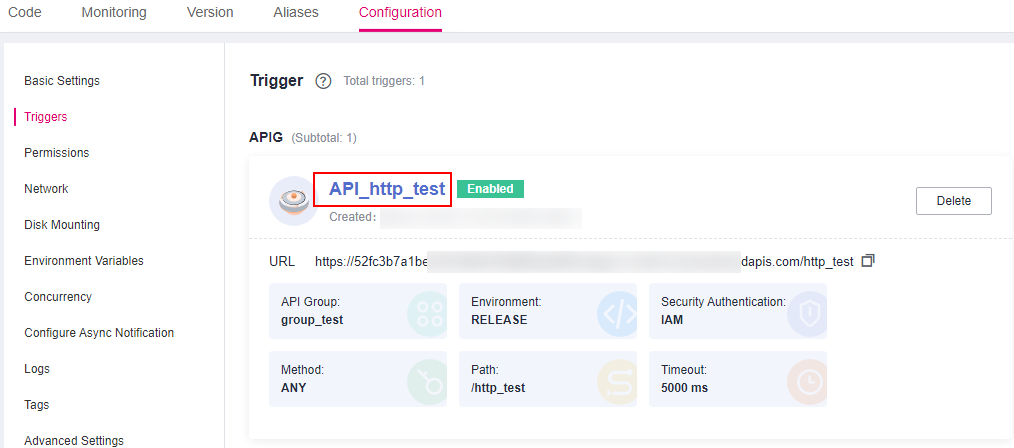 Code Monitoring Version Aliases Configuration
Basic Settings
Triggers
Permissions
Network
Disk Mounting
Environment Variables
Concurrency
Configure Async Notification
Logs
Tags
Advanced Settings
Trigger ? Total triggers: 1
APIG (Subtotal: 1)
API_http_test Enabled
Created:
Delete
URL https://52fc3b7a1be dapis.com/http_test
API Group:
group_test
Environment:
RELEASE
Security Authentication:
IAM
Method:
ANY
Path:
/http_test
Timeout:
5000 ms